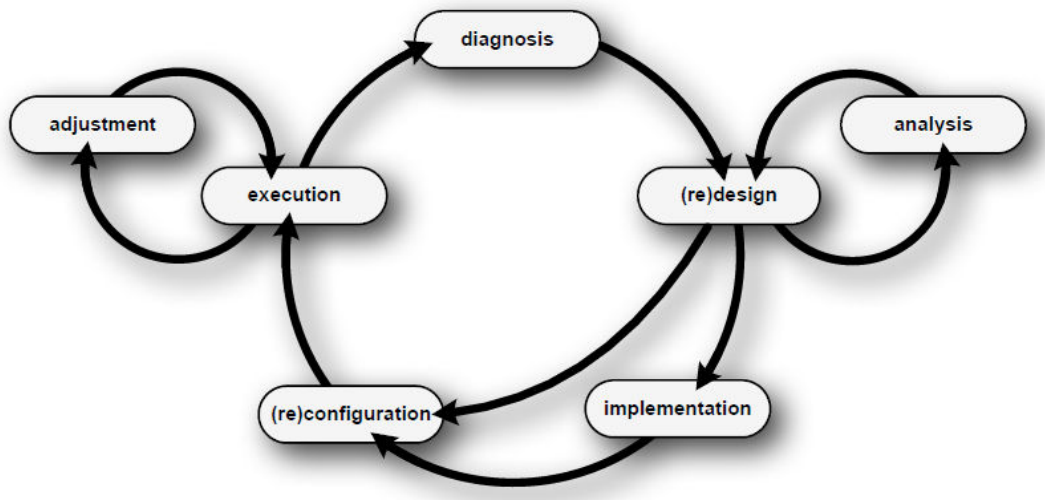 diagnosis
adjustment
analysis
execution
(re)design
(re)configuration
implementation